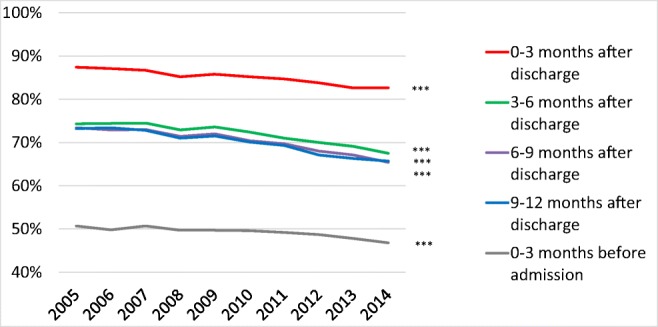 100%
90%
80%
70%
60%
50%
40%
2005
2006
2007
2008
2009
2010
2011
2012
2013
2014
***
***
***
***
***
0-3 months after
discharge
3-6 months after
discharge
6-9 months after
discharge
9-12 months after
discharge
0-3 months before
admission